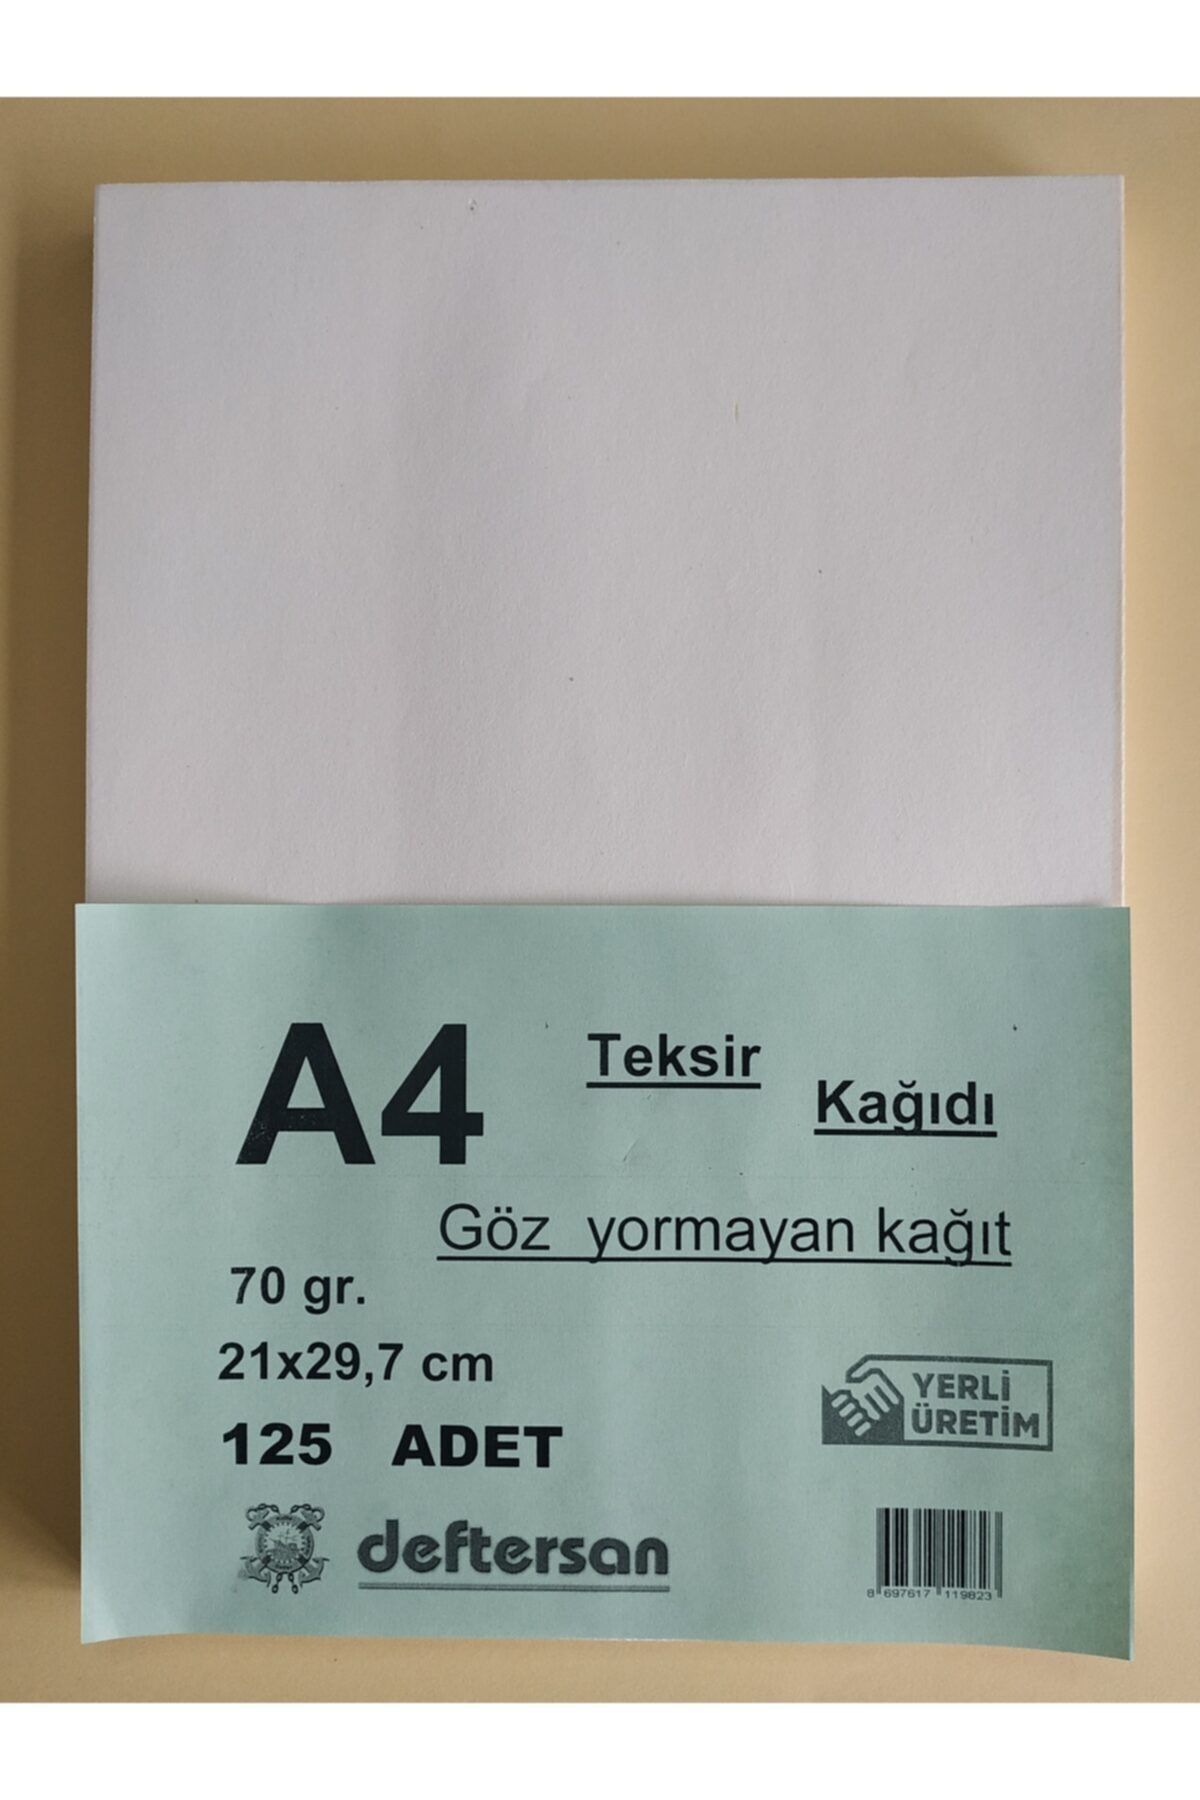 A4 Teksir
Kağıdı
Göz yormayan kağıt
70 gr.
21x29,7 cm
125 ADET
YERLİ
ÜRETİM
deftersan
8 697617 119823